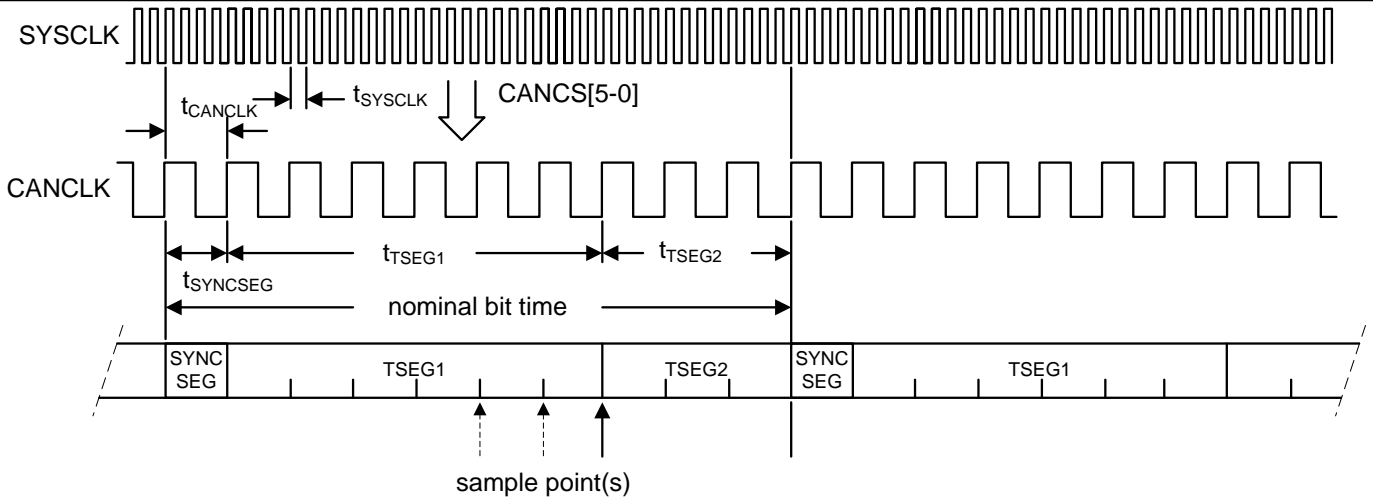 SYSCLK
tCANCLK
tSYSCLK
CANCS[5-0]
CANCLK
tTSEG1
tTSEG2
tSYNCSEG
nominal bit time
SYNC
SEG
TSEG1
TSEG2
SYNC
SEG
TSEG1
sample point(s)